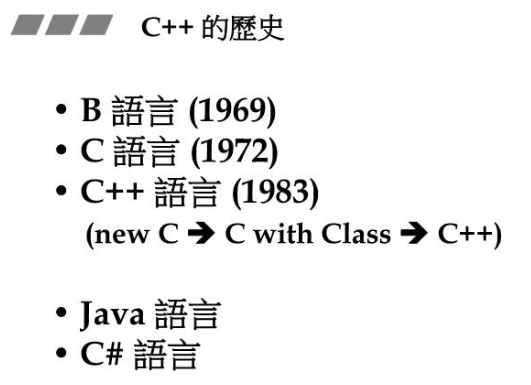 C++ 的歷史
• B 語言 (1969)
• C 語言 (1972)
• C++ 語言 (1983)
(new C ➔ C with Class ➔ C++)
• Java 語言
• C# 語言